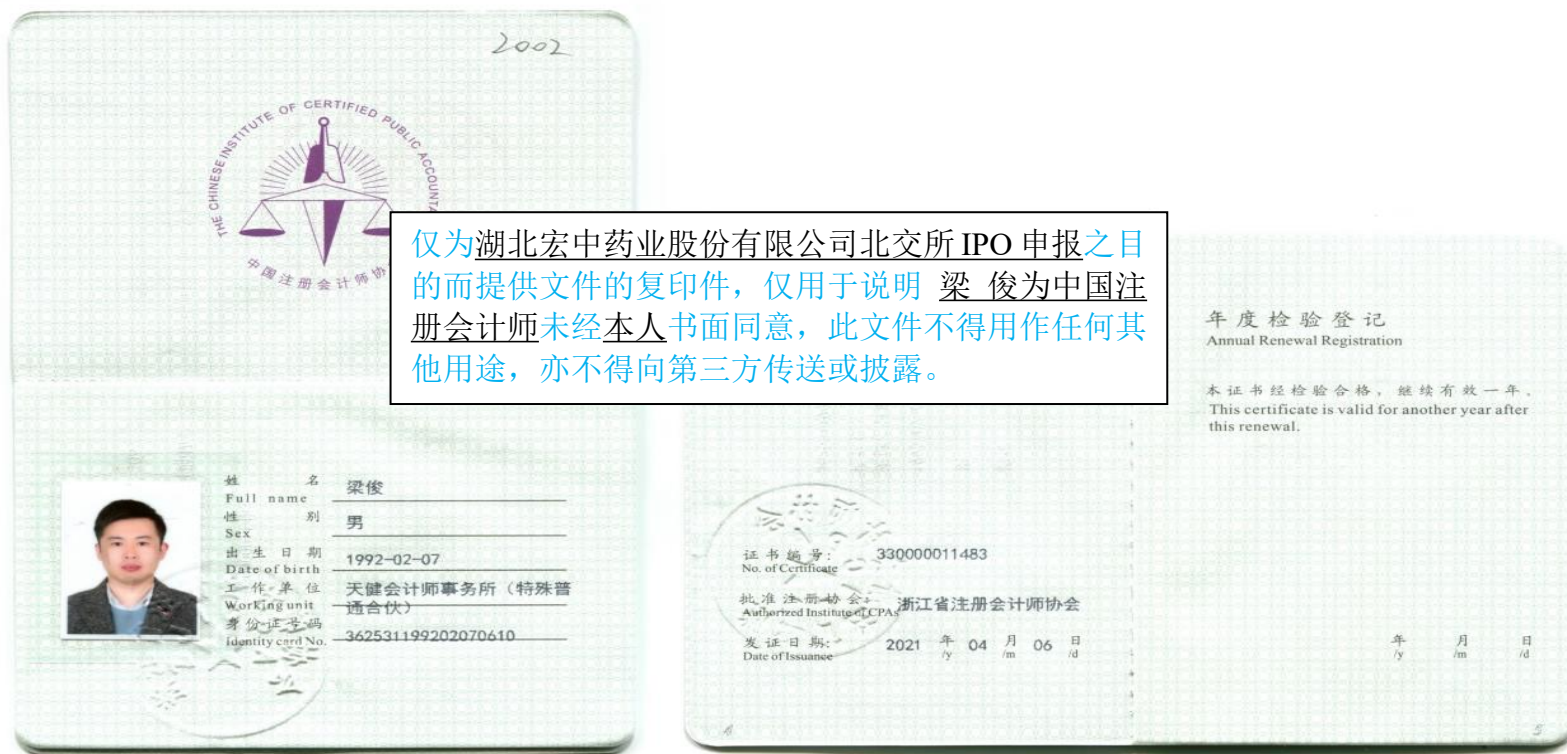 2002
THE CHINESE INSTITUTE OF CERTIFIED PUBLIC
中国注册会计师协
仅为湖北宏中药业股份有限公司北交所 IPO 申报之目
的而提供文件的复印件，仅用于说明 梁 俊为中国注
册会计师未经本人书面同意，此文件不得用作任何其
他用途，亦不得向第三方传送或披露。
姓 名 梁俊
Full name
性 别 男
Sex
出生日期 1992-02-07
Date of birth
工作单位 天健会计师事务所（特殊普
Working unit 通合伙）
身份证号码 362531199202070610
Identity card No.
证书编号: 330000011483
No. of Certificate
批准注册协会: 浙江省注册会计师协会
Authorized Institute of CPAs
发证日期: 2021 年 04 月 06 日
Date of Issuance /y /m /d
4
年度检验登记
Annual Renewal Registration
本证书经检验合格，继续有效一年。
This certificate is valid for another year after
this renewal.
年 月 日
/y /m /d
5